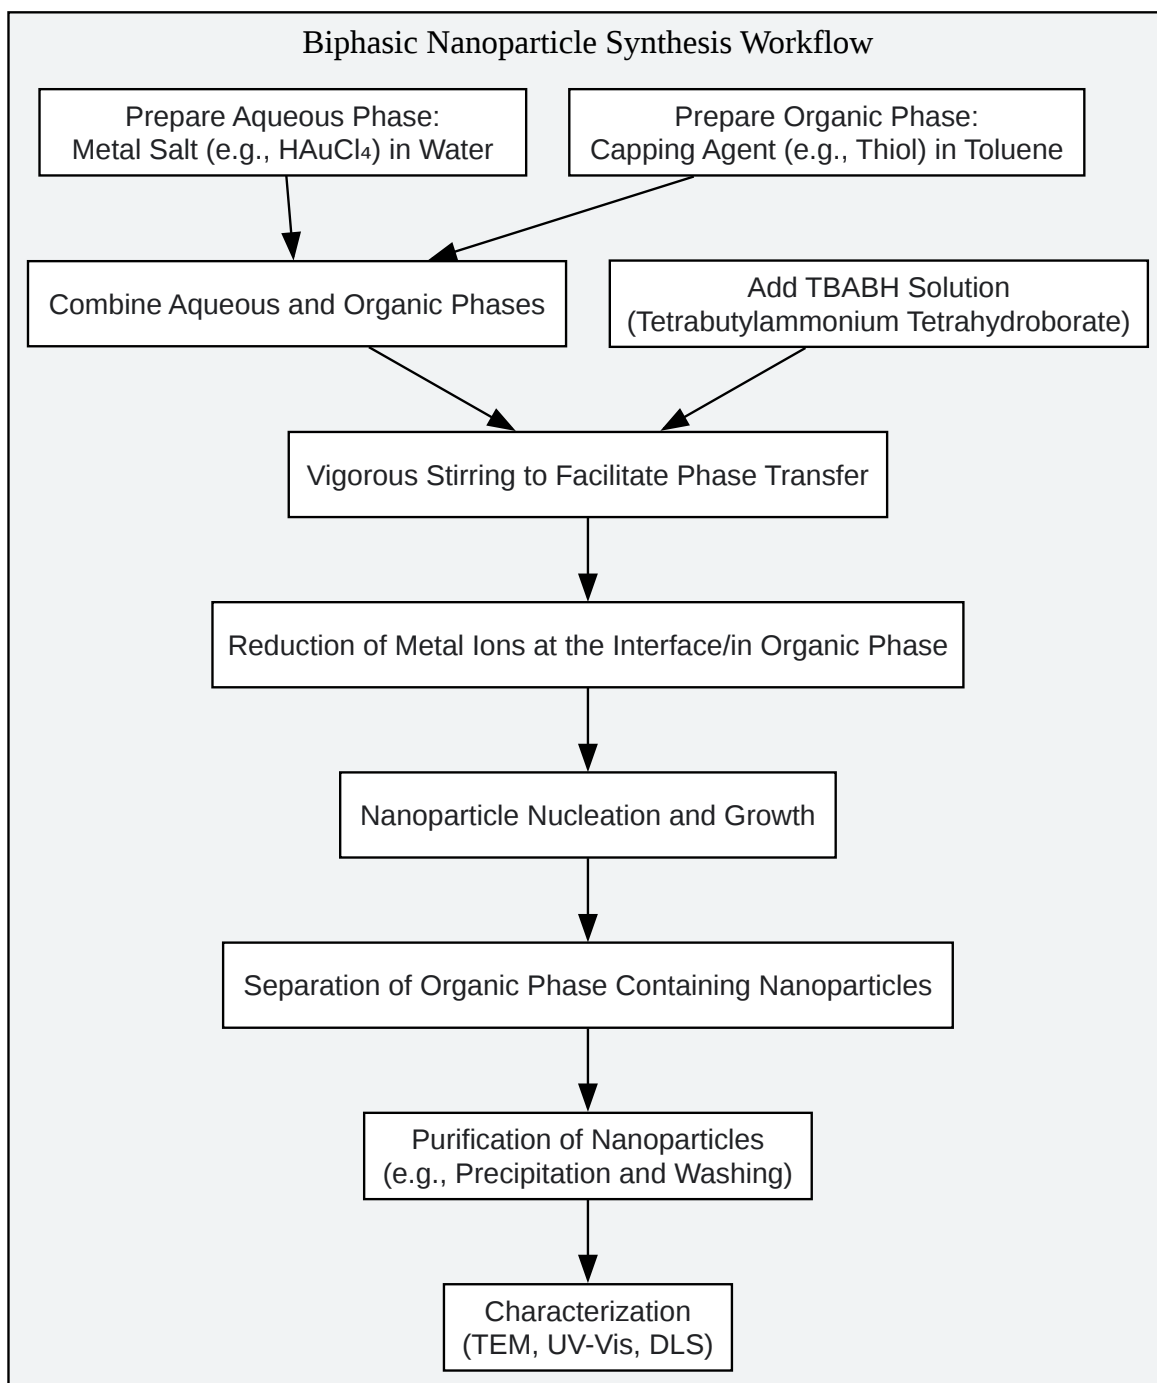 Biphasic Nanoparticle Synthesis Workflow
Prepare Aqueous Phase:
Metal Salt (e.g., HAuCl₄) in Water
Prepare Organic Phase:
Capping Agent (e.g., Thiol) in Toluene
Combine Aqueous and Organic Phases
Add TBABH Solution
(Tetrabutylammonium Tetrahydroborate)
Vigorous Stirring to Facilitate Phase Transfer
Reduction of Metal Ions at the Interface/in Organic Phase
Nanoparticle Nucleation and Growth
Separation of Organic Phase Containing Nanoparticles
Purification of Nanoparticles
(e.g., Precipitation and Washing)
Characterization
(TEM, UV-Vis, DLS)